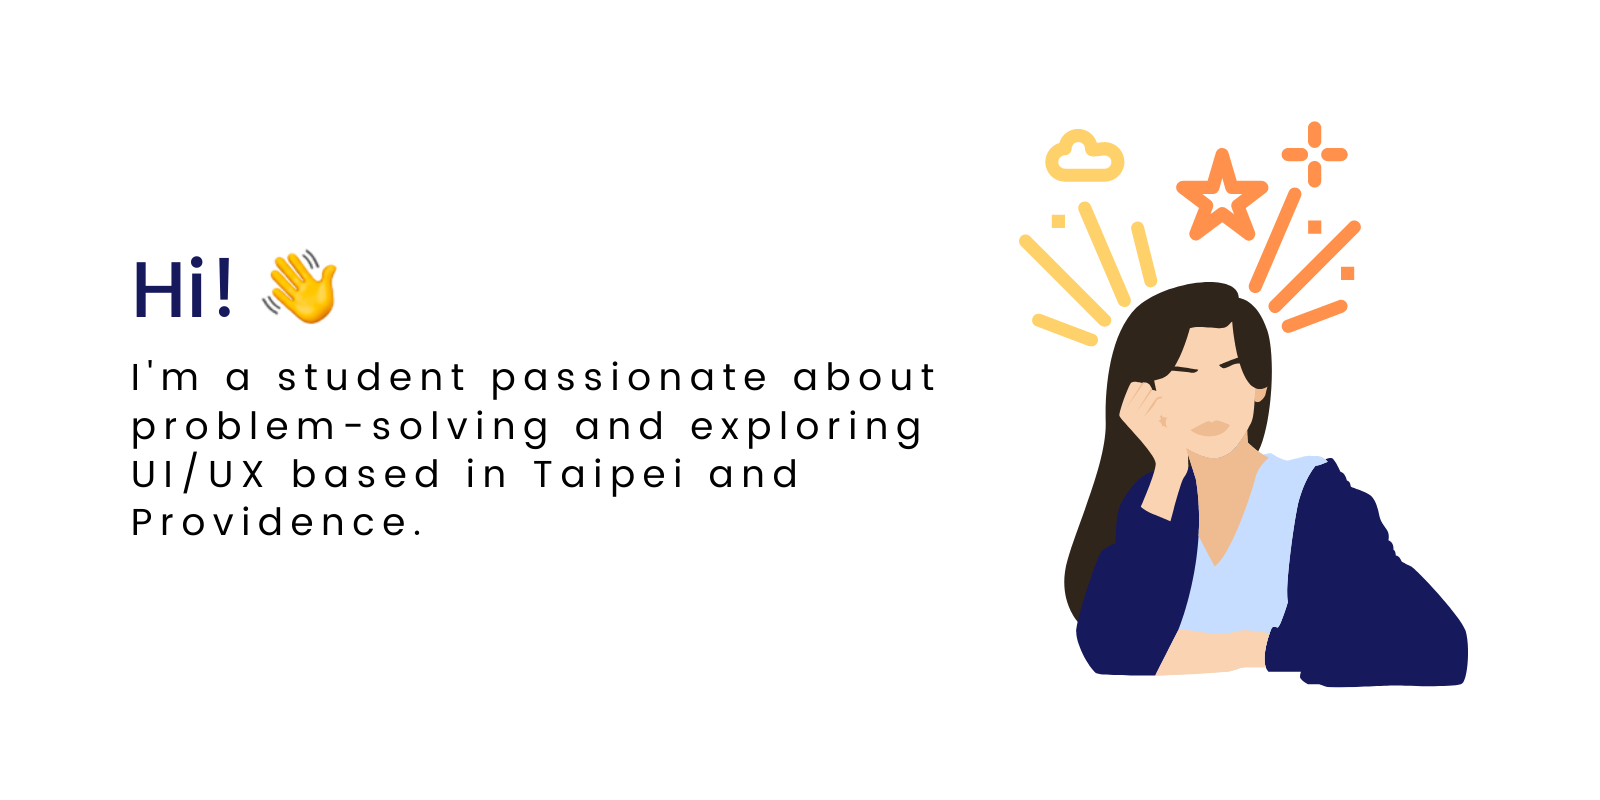 Hi! 👋
I'm a student passionate about
problem-solving and exploring
UI/UX based in Taipei and
Providence.